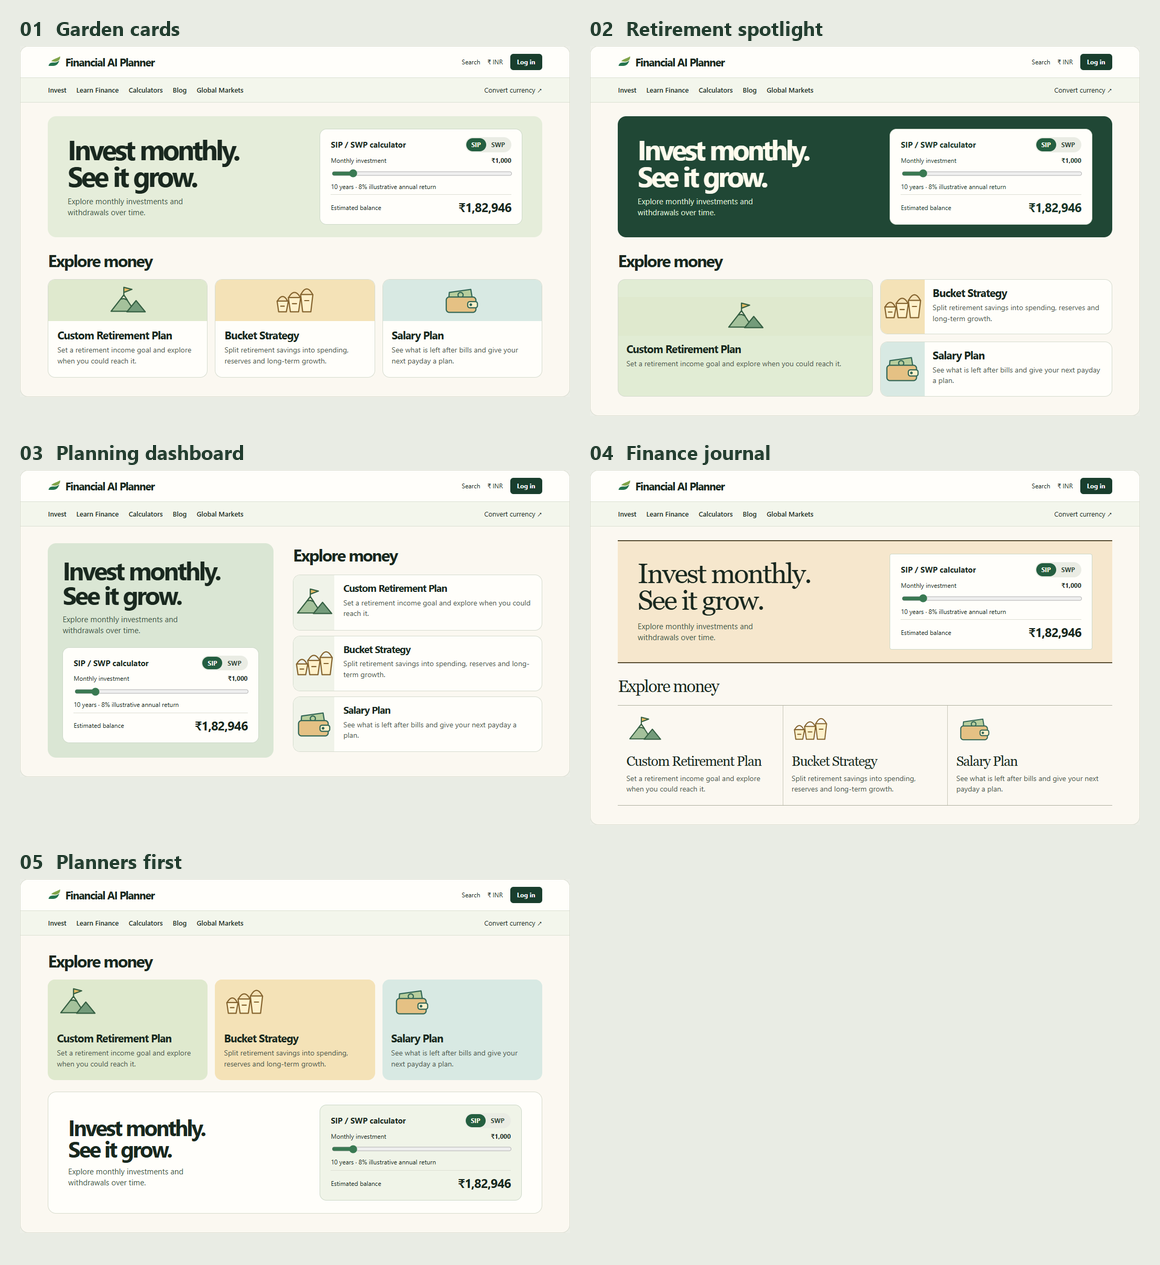 01 Garden cards
Financial AI Planner
Search ₹ INR Log in
Invest Learn Finance Calculators Blog Global Markets
Convert currency ↗
Invest monthly.
See it grow.
Explore monthly investments and
withdrawals over time.
SIP / SWP calculator
SIP SWP
Monthly investment ₹1,000
10 years · 8% illustrative annual return
Estimated balance ₹1,82,946
Explore money
Custom Retirement Plan
Set a retirement income goal and explore
when you could reach it.
Bucket Strategy
Split retirement savings into spending,
reserves and long-term growth.
Salary Plan
See what is left after bills and give your
next payday a plan.
02 Retirement spotlight
Financial AI Planner
Search ₹ INR Log in
Invest Learn Finance Calculators Blog Global Markets
Convert currency ↗
Invest monthly.
See it grow.
Explore monthly investments and
withdrawals over time.
SIP / SWP calculator
SIP SWP
Monthly investment ₹1,000
10 years · 8% illustrative annual return
Estimated balance ₹1,82,946
Explore money
Custom Retirement Plan
Set a retirement income goal and explore when you could reach it.
Bucket Strategy
Split retirement savings into spending, reserves and
long-term growth.
Salary Plan
See what is left after bills and give your next payday
a plan.
03 Planning dashboard
Financial AI Planner
Search ₹ INR Log in
Invest Learn Finance Calculators Blog Global Markets
Convert currency ↗
Invest monthly.
See it grow.
Explore monthly investments and
withdrawals over time.
SIP / SWP calculator
SIP SWP
Monthly investment ₹1,000
10 years · 8% illustrative annual return
Estimated balance ₹1,82,946
Explore money
Custom Retirement Plan
Set a retirement income goal and explore when you could
reach it.
Bucket Strategy
Split retirement savings into spending, reserves and long-
term growth.
Salary Plan
See what is left after bills and give your next payday a
plan.
04 Finance journal
Financial AI Planner
Search ₹ INR Log in
Invest Learn Finance Calculators Blog Global Markets
Convert currency ↗
Invest monthly.
See it grow.
Explore monthly investments and
withdrawals over time.
SIP / SWP calculator
SIP SWP
Monthly investment ₹1,000
10 years · 8% illustrative annual return
Estimated balance ₹1,82,946
Explore money
Custom Retirement Plan
Set a retirement income goal and explore
when you could reach it.
Bucket Strategy
Split retirement savings into spending,
reserves and long-term growth.
Salary Plan
See what is left after bills and give your next
payday a plan.
05 Planners first
Financial AI Planner
Search ₹ INR Log in
Invest Learn Finance Calculators Blog Global Markets
Convert currency ↗
Explore money
Custom Retirement Plan
Set a retirement income goal and explore
when you could reach it.
Bucket Strategy
Split retirement savings into spending,
reserves and long-term growth.
Salary Plan
See what is left after bills and give your
next payday a plan.
Invest monthly.
See it grow.
Explore monthly investments and
withdrawals over time.
SIP / SWP calculator
SIP SWP
Monthly investment ₹1,000
10 years · 8% illustrative annual return
Estimated balance ₹1,82,946